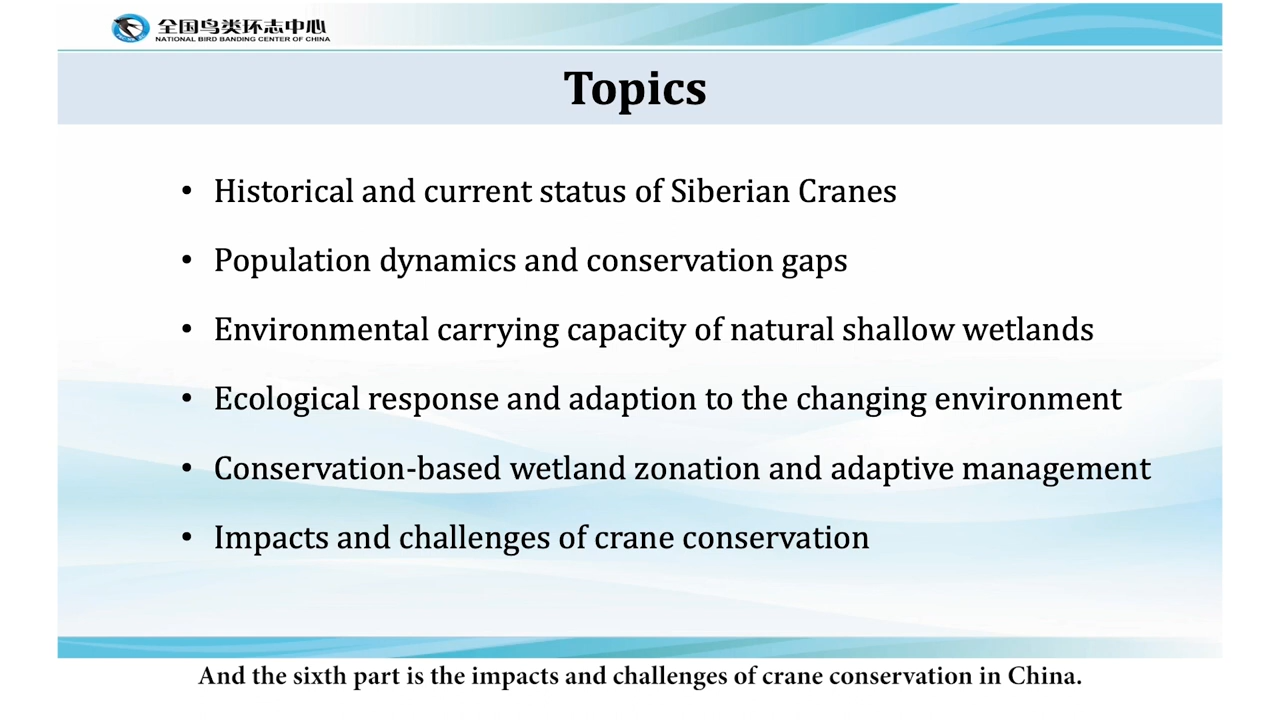 全国鸟类环志中心
NATIONAL BIRD BANDING CENTER OF CHINA
Topics
• Historical and current status of Siberian Cranes
• Population dynamics and conservation gaps
• Environmental carrying capacity of natural shallow wetlands
• Ecological response and adaption to the changing environment
• Conservation-based wetland zonation and adaptive management
• Impacts and challenges of crane conservation
And the sixth part is the impacts and challenges of crane conservation in China.